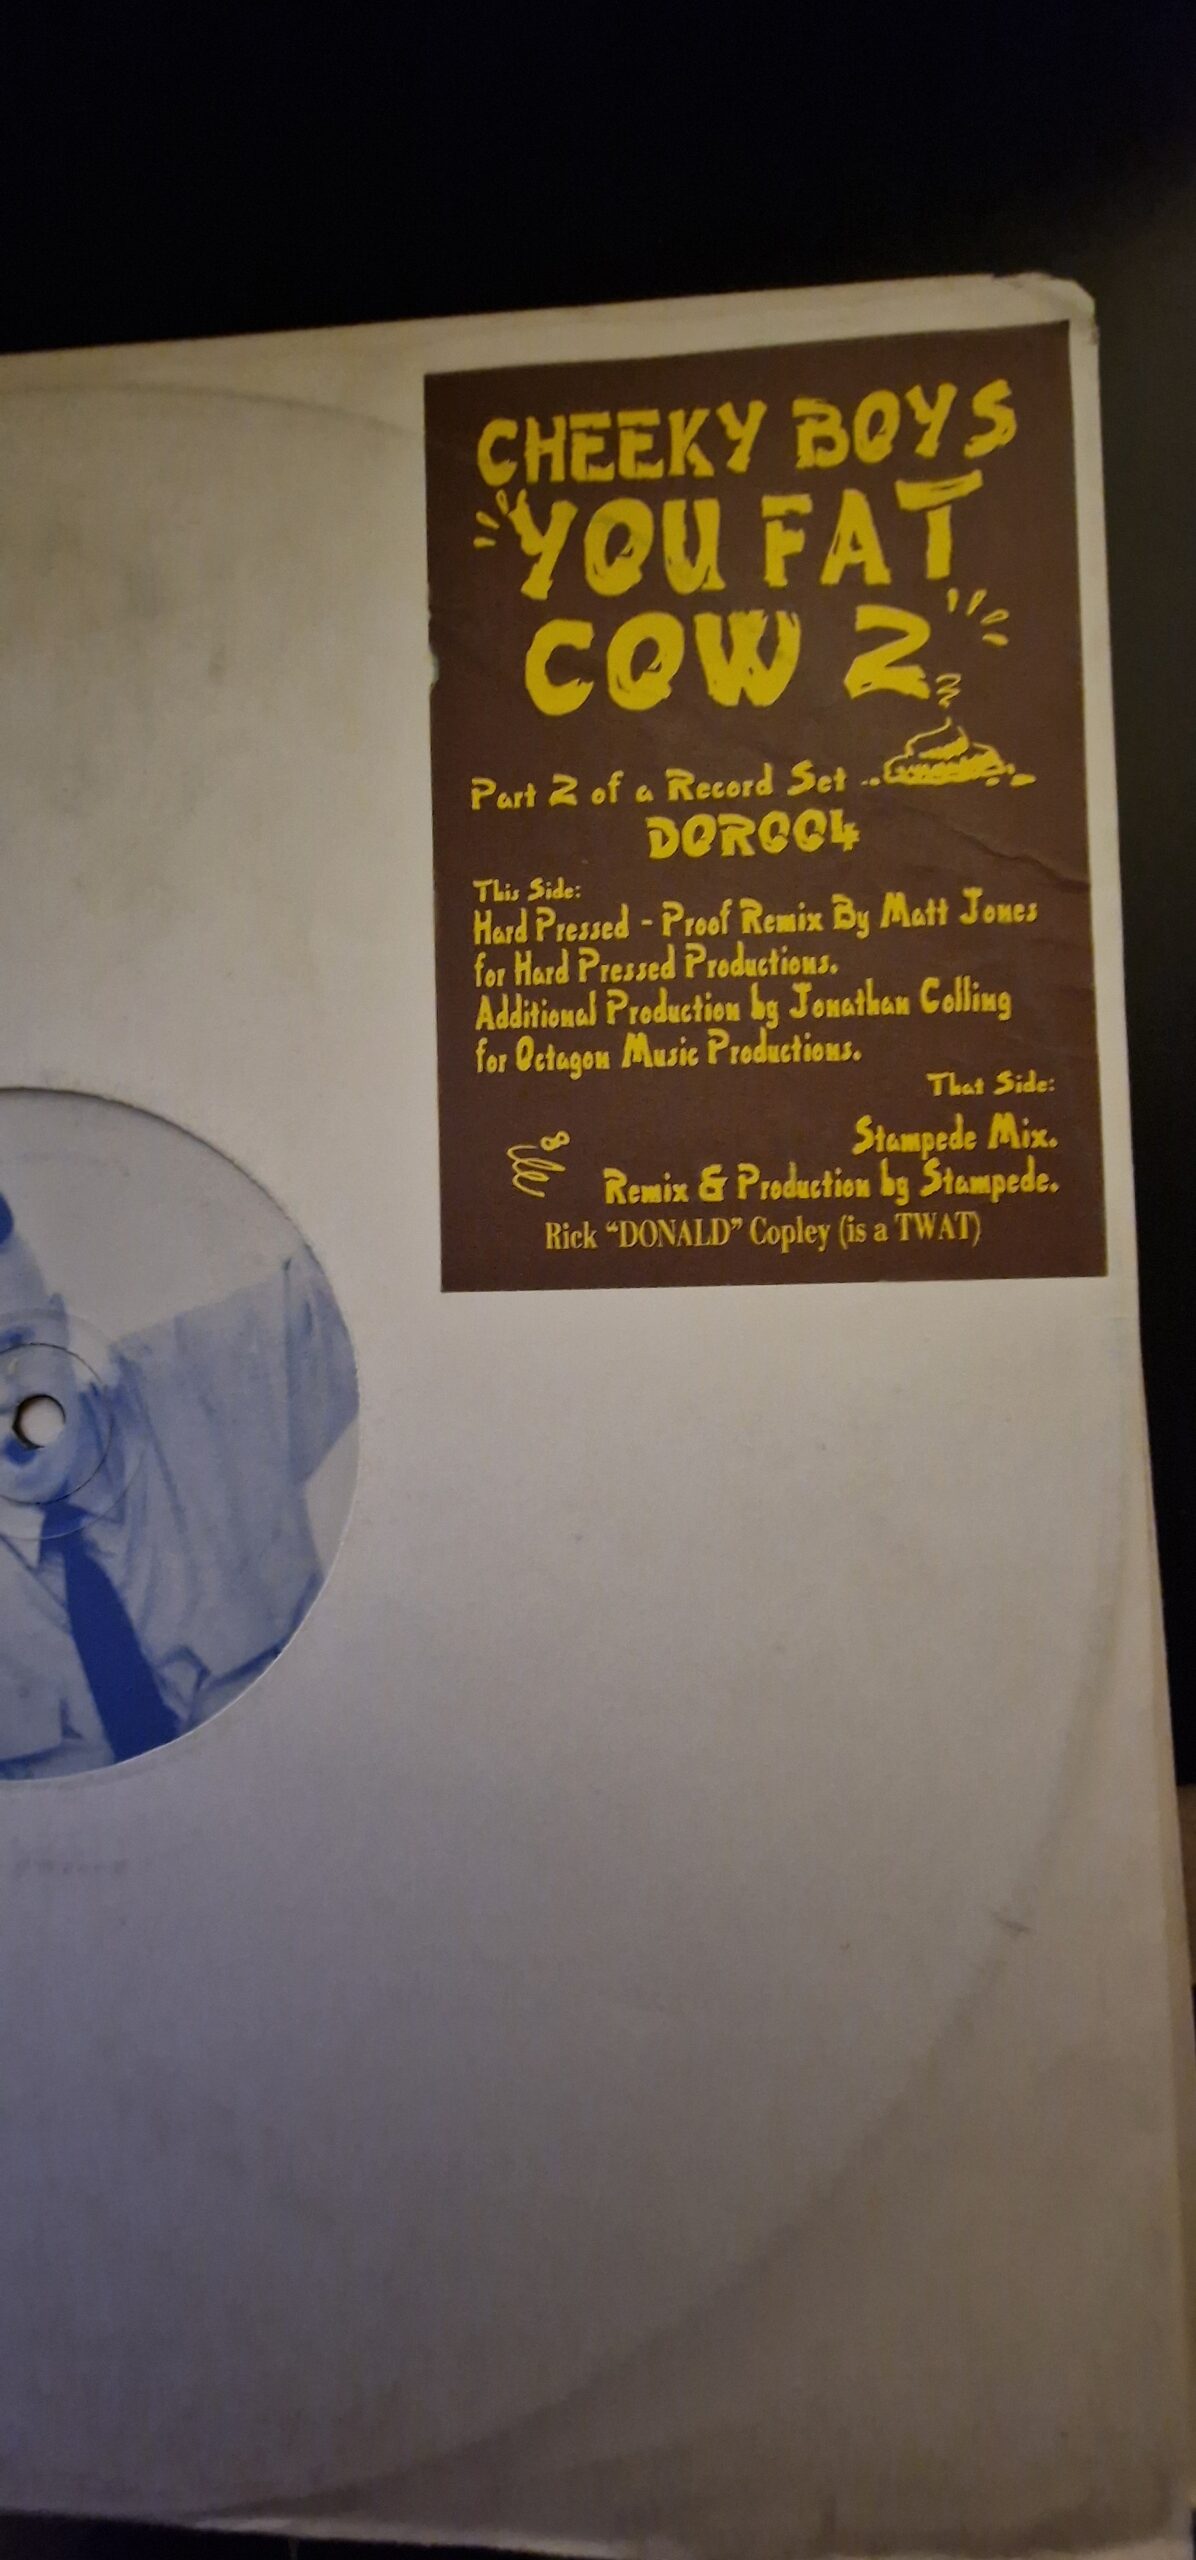 CHEEKY BOYS
"YOU FAT
COW 2"
Part 2 of a Record Set ..
DOR004
This Side:
Hard Pressed - Proof Remix By Matt Jones
for Hard Pressed Productions.
Additional Production by Jonathan Colling
for Octagon Music Productions.
That Side:
Stampede Mix.
Remix & Production by Stampede.
Rick “DONALD” Copley (is a TWAT)